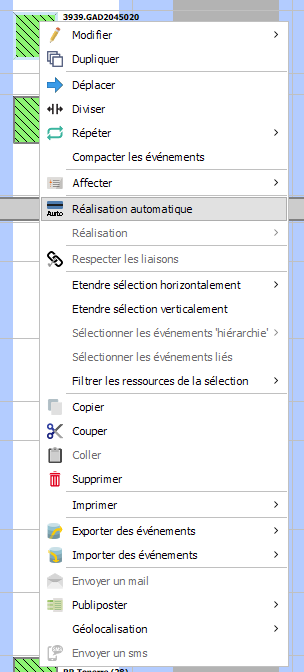 3939.GAD2045020
Modifier
Dupliquer
Déplacer
Diviser
Répéter
Compacter les événements
Affecter
Auto Réalisation automatique
Réalisation
Respecter les liaisons
Etendre sélection horizontalement
Etendre sélection verticalement
Sélectionner les événements 'hiérarchie'
Sélectionner les événements liés
Filtrer les ressources de la sélection
Copier
Couper
Coller
Supprimer
Imprimer
Exporter des événements
Importer des événements
Envoyer un mail
Publiposter
Géolocalisation
Envoyer un sms